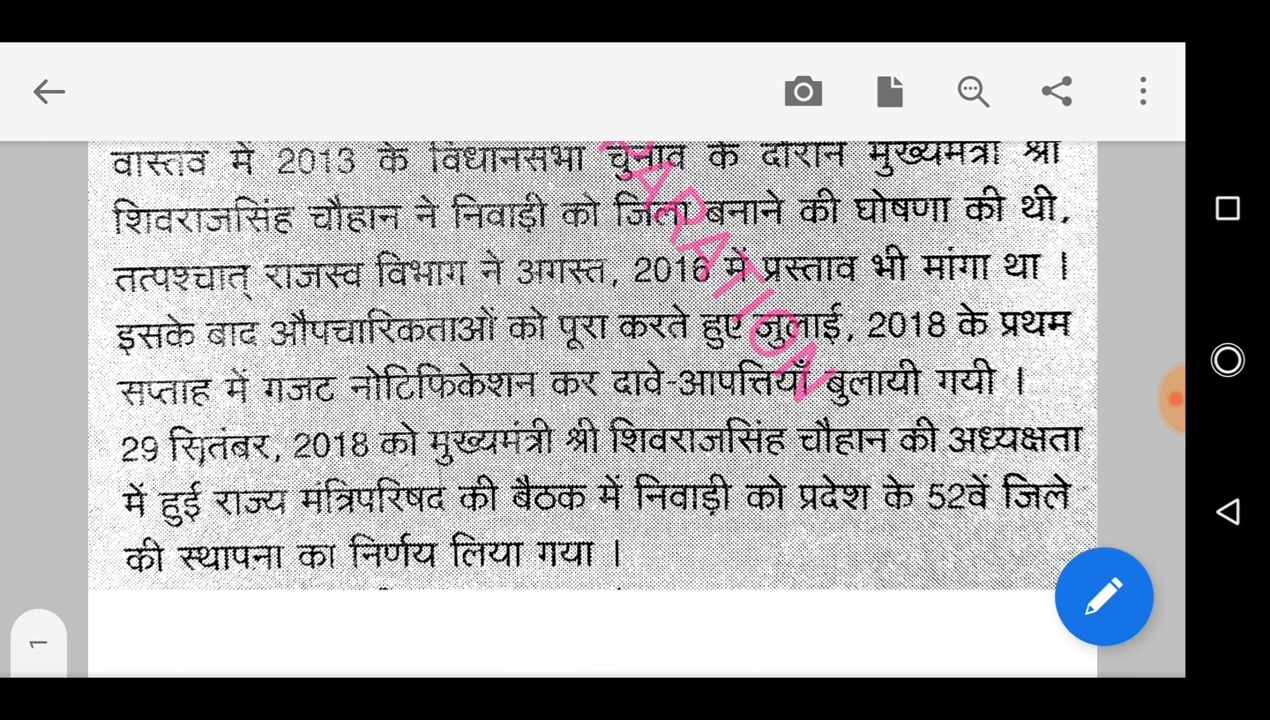 वास्तव में 2013 के विधानसभा चुनाव के दौरान मुख्यमंत्री श्री
शिवराजसिंह चौहान ने निवाड़ी को जिला बनाने की घोषणा की थी,
तत्पश्चात् राजस्व विभाग ने अगस्त, 2016 में प्रस्ताव भी मांगा था ।
इसके बाद औपचारिकताओं को पूरा करते हुए जुलाई, 2018 के प्रथम
सप्ताह में गजट नोटिफिकेशन कर दावे-आपत्तियाँ बुलायी गयी ।
29 सितंबर, 2018 को मुख्यमंत्री श्री शिवराजसिंह चौहान की अध्यक्षता
में हुई राज्य मंत्रिपरिषद की बैठक में निवाड़ी को प्रदेश के 52वें जिले
की स्थापना का निर्णय लिया गया ।
1